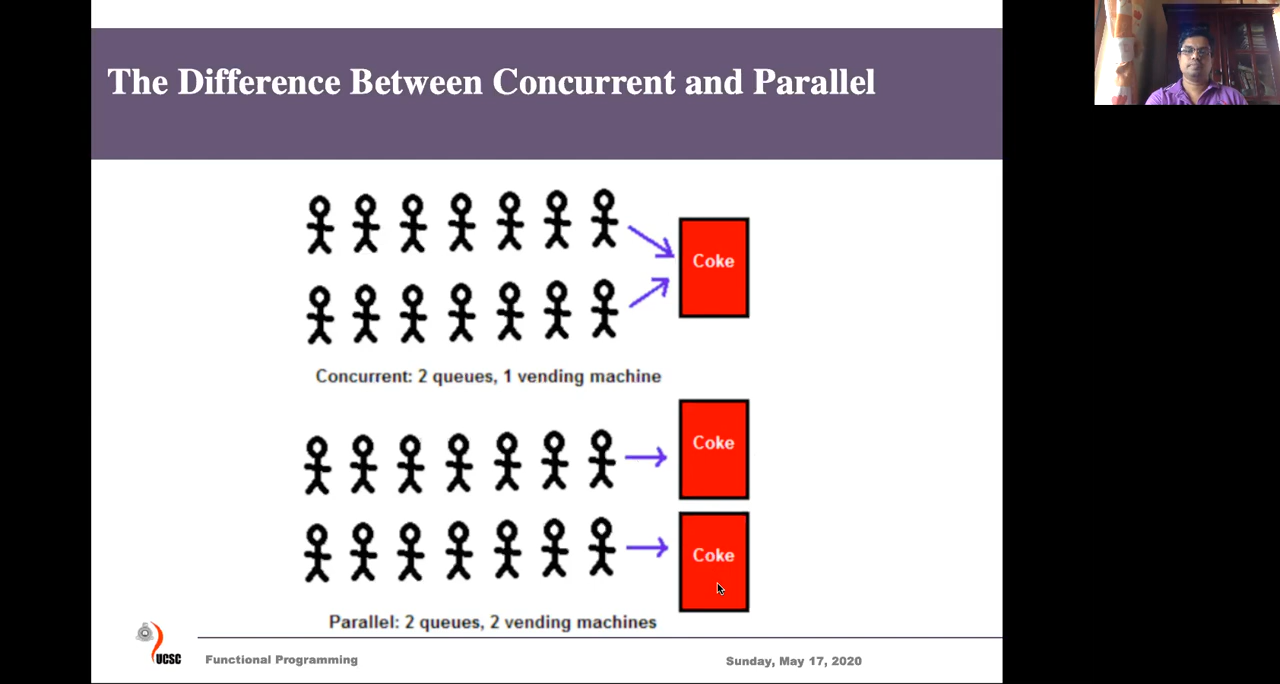 The Difference Between Concurrent and Parallel
Coke
Concurrent: 2 queues, 1 vending machine
Coke
Coke
Parallel: 2 queues, 2 vending machines
UCSC
Functional Programming
Sunday, May 17, 2020